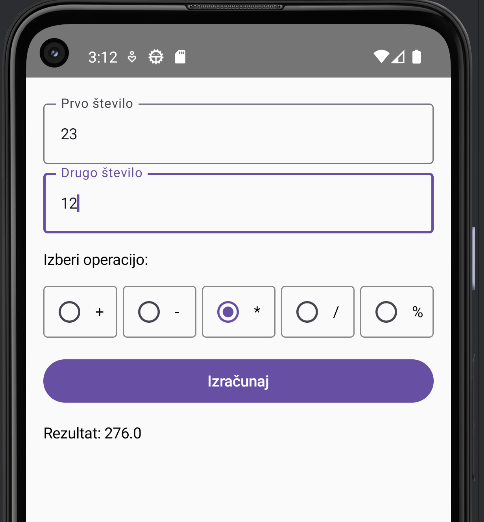 3:12
Prvo število
23
Drugo število
12
Izberi operacijo:
+ - * / %
Izračunaj
Rezultat: 276.0